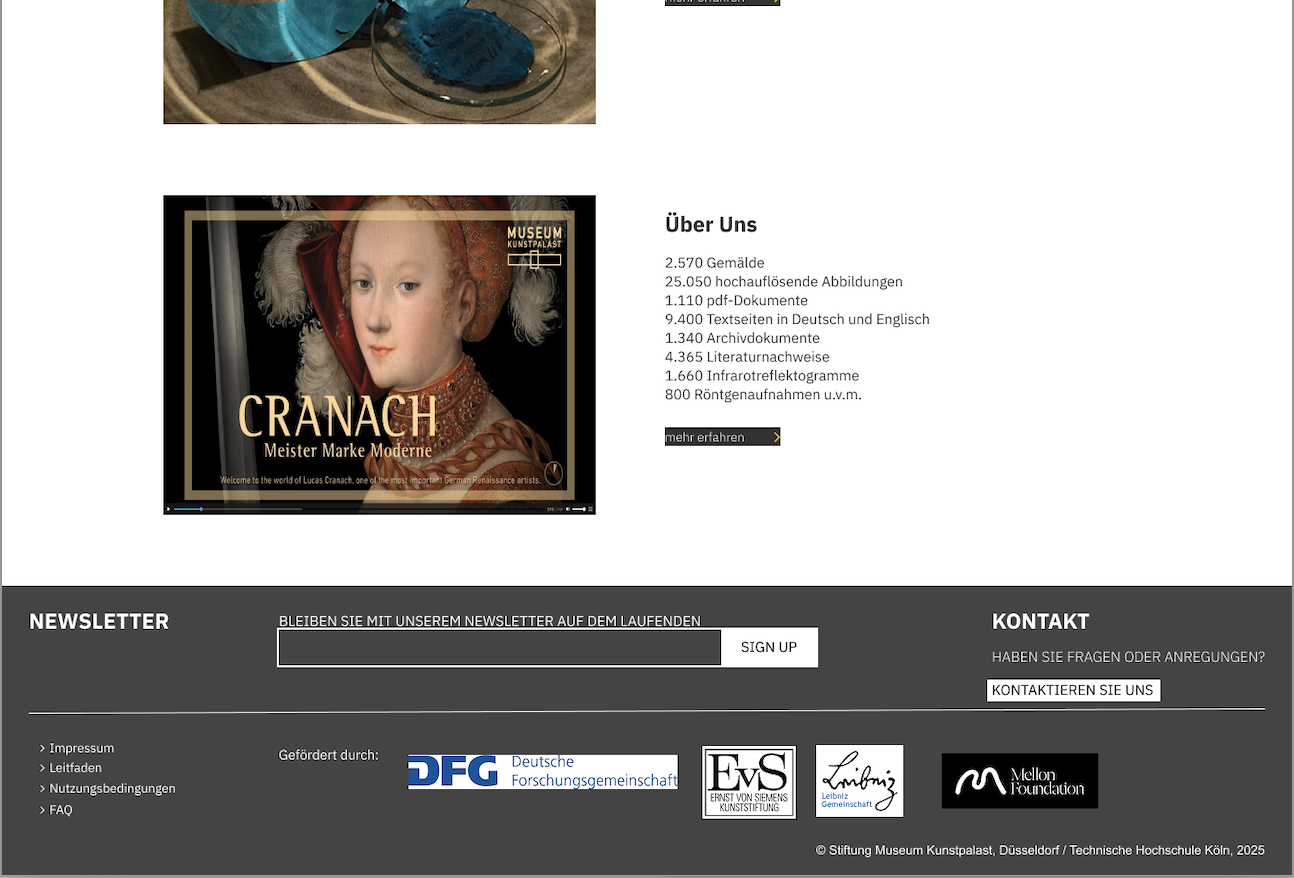 mehr erfahren
MUSEUM
KUNSTPALAST
CRANACH
Meister Marke Moderne
Welcome to the world of Lucas Cranach, one of the most important German Renaissance artists.
Über Uns
2.570 Gemälde
25.050 hochauflösende Abbildungen
1.110 pdf-Dokumente
9.400 Textseiten in Deutsch und Englisch
1.340 Archivdokumente
4.365 Literaturnachweise
1.660 Infrarotreflektogramme
800 Röntgenaufnahmen u.v.m.
mehr erfahren
NEWSLETTER
BLEIBEN SIE MIT UNSEREM NEWSLETTER AUF DEM LAUFENDEN
SIGN UP
KONTAKT
HABEN SIE FRAGEN ODER ANREGUNGEN?
KONTAKTIEREN SIE UNS
> Impressum
> Leitfaden
> Nutzungsbedingungen
> FAQ
Gefördert durch:
DFG Deutsche
Forschungsgemeinschaft
EvS
ERNST VON SIEMENS
KUNSTSTIFTUNG
Leibniz
Leibniz
Gemeinschaft
Mellon
Foundation
© Stiftung Museum Kunstpalast, Düsseldorf / Technische Hochschule Köln, 2025